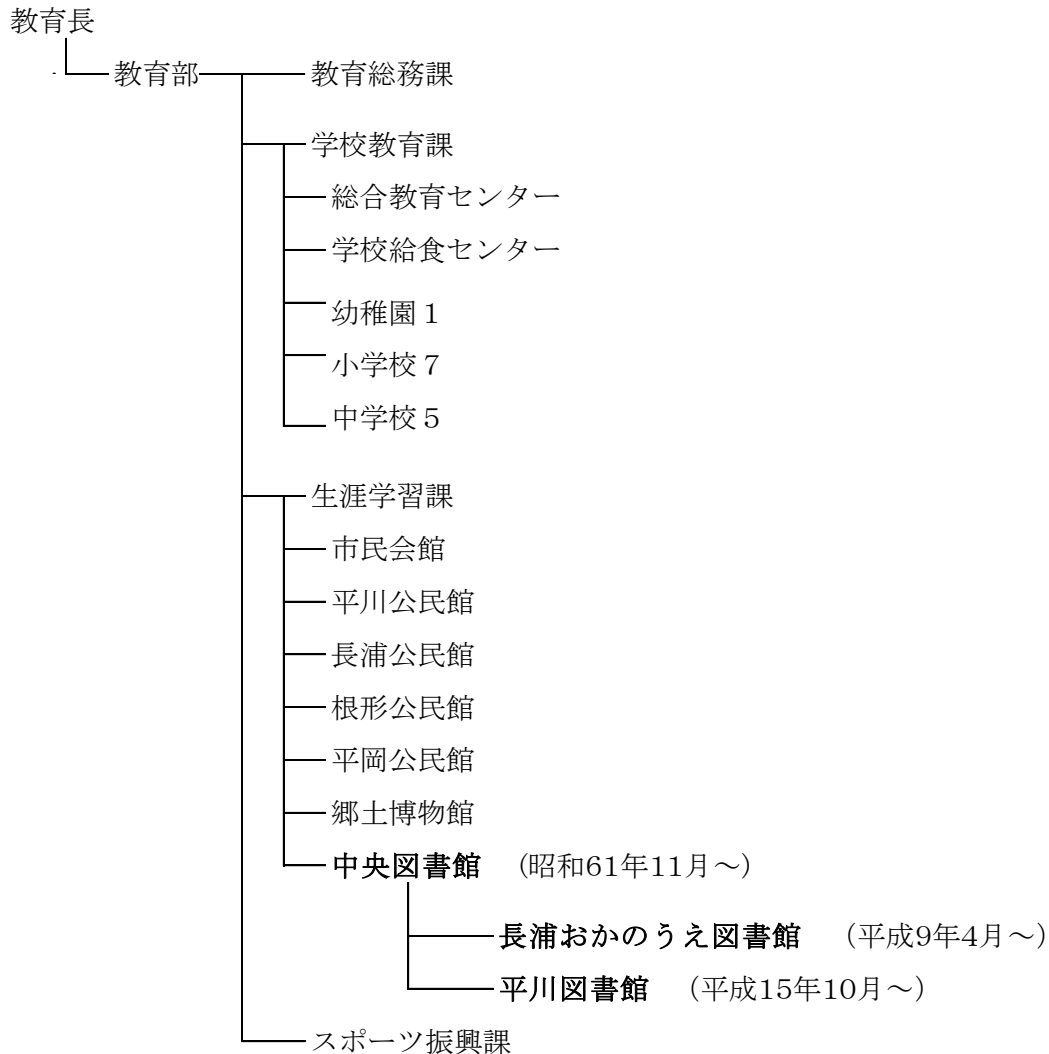 教育長
教育部 教育総務課
学校教育課
総合教育センター
学校給食センター
幼稚園1
小学校7
中学校5
生涯学習課
市民会館
平川公民館
長浦公民館
根形公民館
平岡公民館
郷土博物館
中央図書館 (昭和61年11月～)
長浦おかのうえ図書館 (平成9年4月～)
平川図書館 (平成15年10月～)
スポーツ振興課